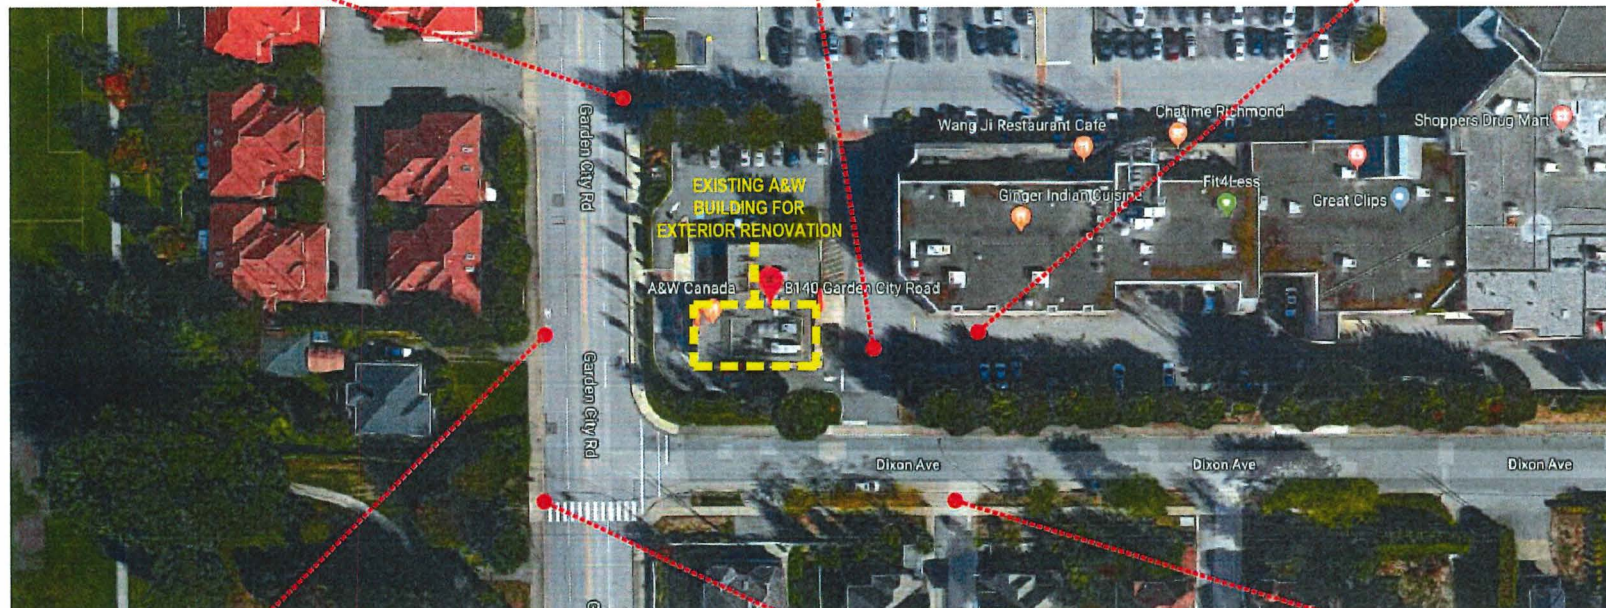 Garden City Rd
Wang Ji Restaurant Cafe
Chatime Richmond
Shoppers Drug Mart
EXISTING A&W
BUILDING FOR
EXTERIOR RENOVATION
Ginger Indian Cuisine
Fit4Less
Great Clips
A&W Canada
8140 Garden City Road
Garden City Rd
Dixon Ave
Dixon Ave
Dixon Ave
G